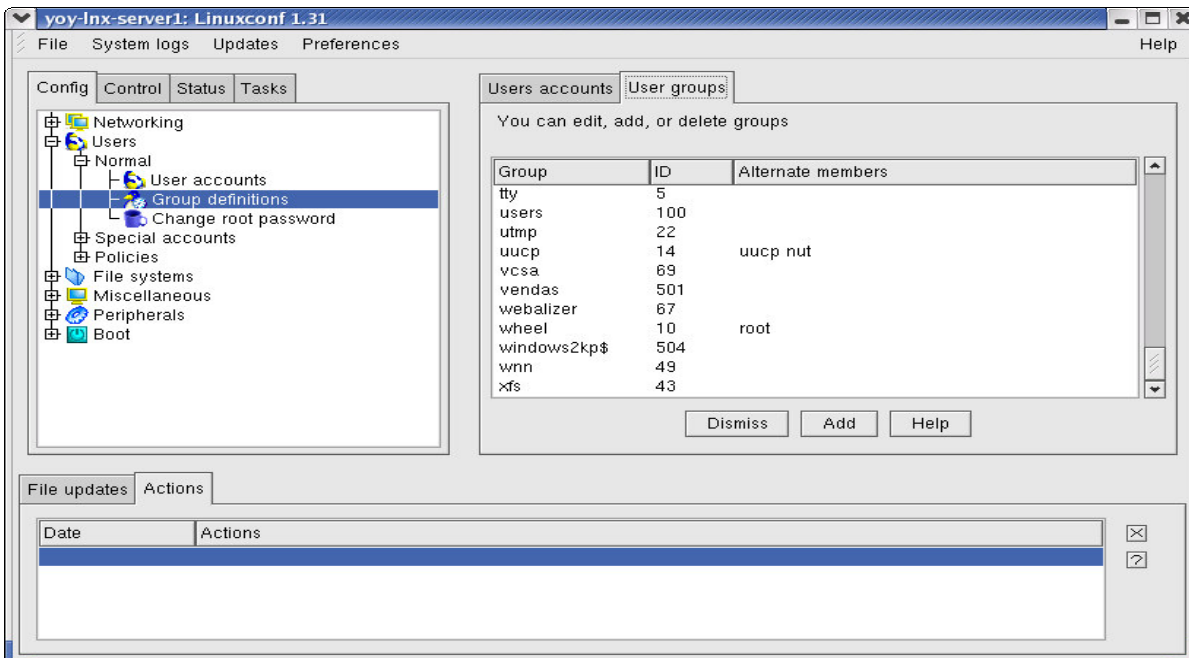 yoy-lnx-server1: Linuxconf 1.31
File System logs Updates Preferences Help
Config Control Status Tasks
Networking
Users
Normal
User accounts
Group definitions
Change root password
Special accounts
Policies
File systems
Miscellaneous
Peripherals
Boot
Users accounts User groups
You can edit, add, or delete groups
Group ID Alternate members
tty 5
users 100
utmp 22
uucp 14 uucp nut
vcsa 69
vendas 501
webalizer 67
wheel 10 root
windows2kp$ 504
wnn 49
xfs 43
Dismiss Add Help
File updates Actions
Date Actions